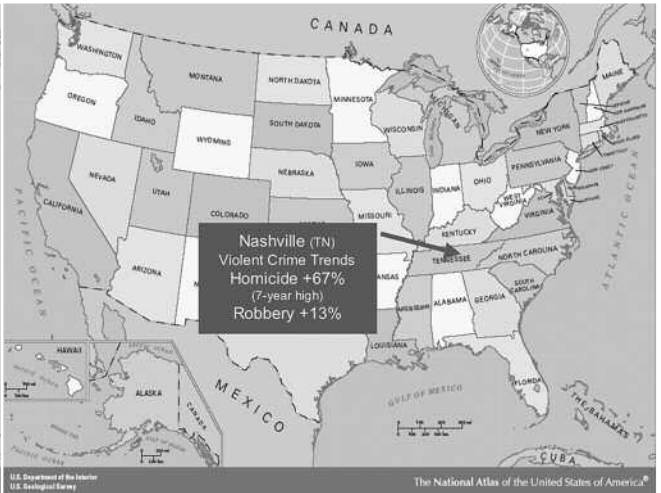 CANADA
WASHINGTON
MONTANA
NORTH DAKOTA
MINNESOTA
OREGON
IDAHO
SOUTH DAKOTA
WISCONSIN
WYOMING
NEVADA
UTAH
COLORADO
NEBRASKA
IOWA
ILLINOIS
INDIANA
OHIO
PENNSYLVANIA
NEW YORK
MAINE
CALIFORNIA
MISSOURI
KENTUCKY
WEST
VIRGINIA
VIRGINIA
TENNESSEE
NORTH CAROLINA
SOUTH
CAROLINA
ARIZONA
ALABAMA
GEORGIA
LOUISIANA
FLORIDA
Nashville (TN)
Violent Crime Trends
Homicide +67%
(7-year high)
Robbery +13%
PACIFIC OCEAN
ATLANTIC OCEAN
HAWAII
ALASKA
CANADA
MEXICO
GULF OF MEXICO
THE BAHAMAS
CUBA
U.S. Department of the Interior
U.S. Geological Survey
The National Atlas of the United States of America®